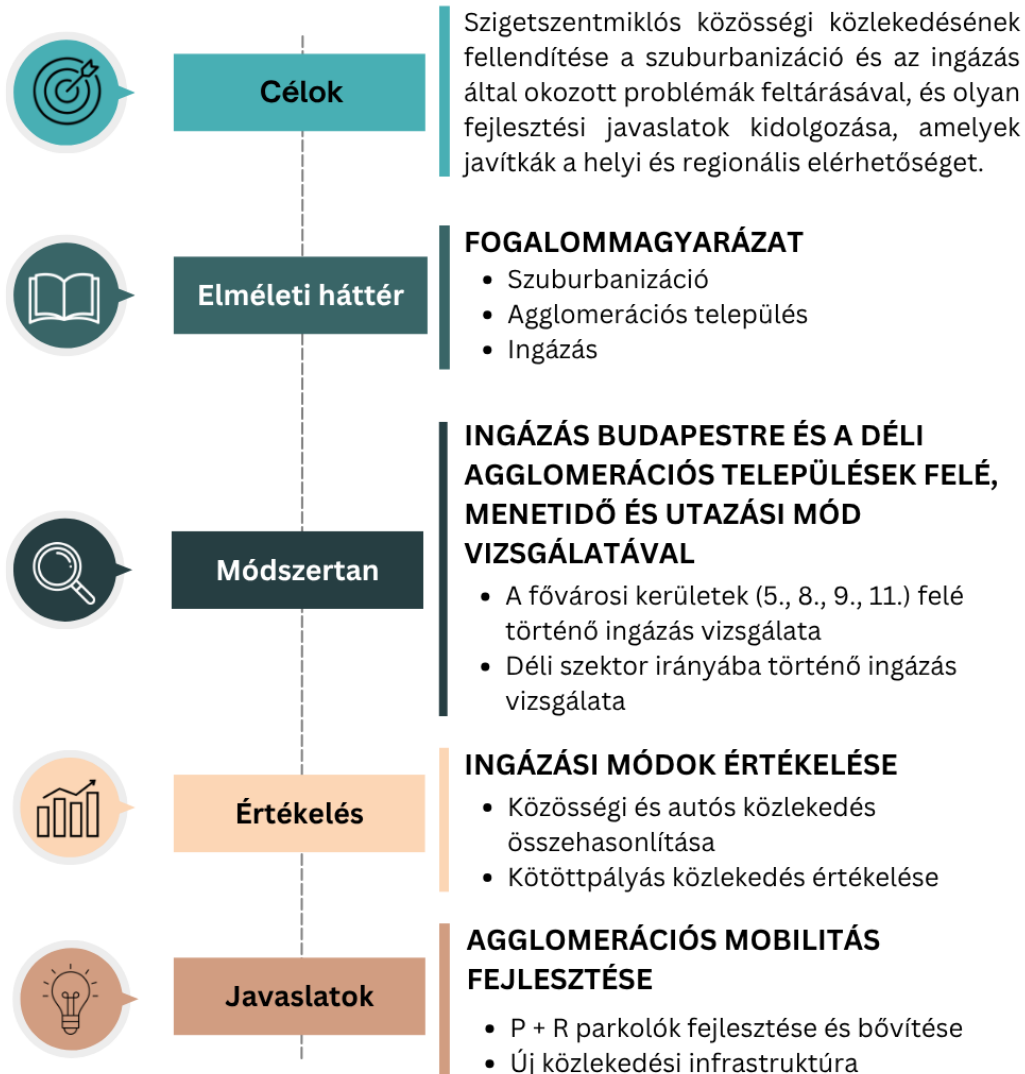 Célok
Szigetszentmiklós közösségi közlekedésének
fellendítése a szuburbanizáció és az ingázás
által okozott problémák feltárásával, és olyan
fejlesztési javaslatok kidolgozása, amelyek
javítkák a helyi és regionális elérhetőséget.
Elméleti háttér
FOGALOMMAGYARÁZAT
• Szuburbanizáció
• Agglomerációs település
• Ingázás
Módszertan
INGÁZÁS BUDAPESTRE ÉS A DÉLI
AGGLOMERÁCIÓS TELEPÜLÉSEK FELÉ,
MENETIDŐ ÉS UTAZÁSI MÓD
VIZSGÁLATÁVAL
• A fővárosi kerületek (5., 8., 9., 11.) felé
történő ingázás vizsgálata
• Déli szektor irányába történő ingázás
vizsgálata
Értékelés
INGÁZÁSI MÓDOK ÉRTÉKELÉSE
• Közösségi és autós közlekedés
összehasonlítása
• Kötöttpályás közlekedés értékelése
Javaslatok
AGGLOMERÁCIÓS MOBILITÁS
FEJLESZTÉSE
• P + R parkolók fejlesztése és bővítése
• Új közlekedési infrastruktúra